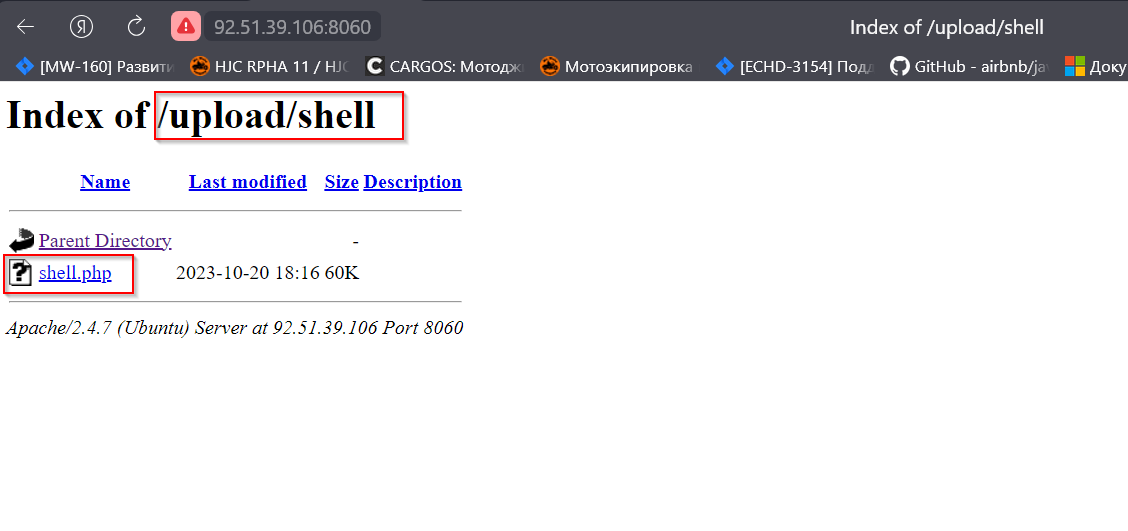 92.51.39.106:8060 Index of /upload/shell
[MW-160] Развити HJC RPHA 11 / HJC CARGOS: Мотодж Мотоэкипировка [ECHD-3154] Подд GitHub - airbnb/jav Доку
Index of /upload/shell
Name Last modified Size Description
Parent Directory -
shell.php 2023-10-20 18:16 60K
Apache/2.4.7 (Ubuntu) Server at 92.51.39.106 Port 8060